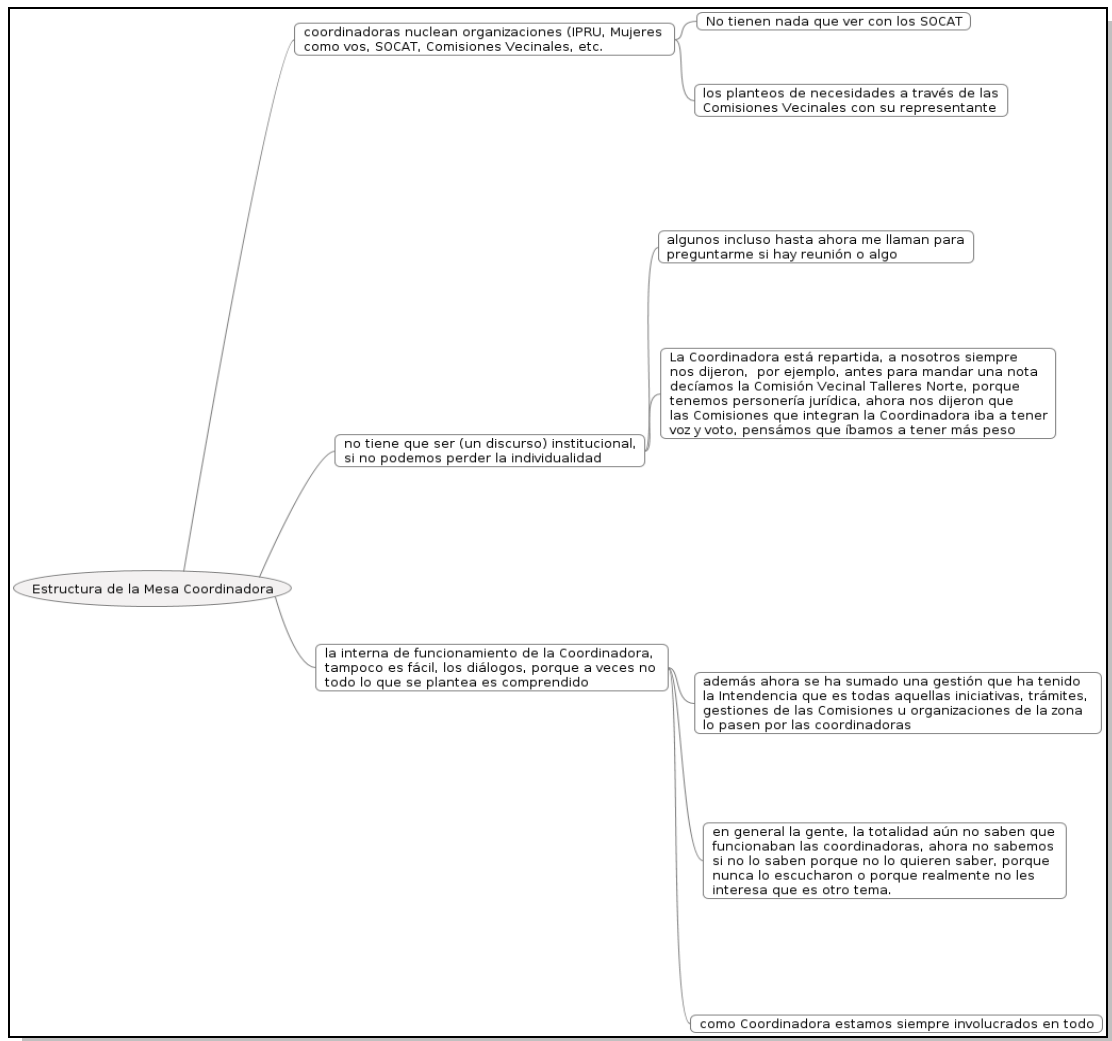 coordinadoras nuclean organizaciones (IPRU, Mujeres
como vos, SOCAT, Comisiones Vecinales, etc.
No tienen nada que ver con los SOCAT
los planteos de necesidades a través de las
Comisiones Vecinales con su representante
algunos incluso hasta ahora me llaman para
preguntarme si hay reunión o algo
La Coordinadora está repartida, a nosotros siempre
nos dijeron,  por ejemplo, antes para mandar una nota
decíamos la Comisión Vecinal Talleres Norte, porque
tenemos personería jurídica, ahora nos dijeron que
las Comisiones que integran la Coordinadora iba a tener
voz y voto, pensámos que íbamos a tener más peso
no tiene que ser (un discurso) institucional,
si no podemos perder la individualidad
Estructura de la Mesa Coordinadora
la interna de funcionamiento de la Coordinadora,
tampoco es fácil, los diálogos, porque a veces no
todo lo que se plantea es comprendido
además ahora se ha sumado una gestión que ha tenido
la Intendencia que es todas aquellas iniciativas, trámites,
gestiones de las Comisiones u organizaciones de la zona
lo pasen por las coordinadoras
en general la gente, la totalidad aún no saben que
funcionaban las coordinadoras, ahora no sabemos
si no lo saben porque no lo quieren saber, porque
nunca lo escucharon o porque realmente no les
interesa que es otro tema.
como Coordinadora estamos siempre involucrados en todo